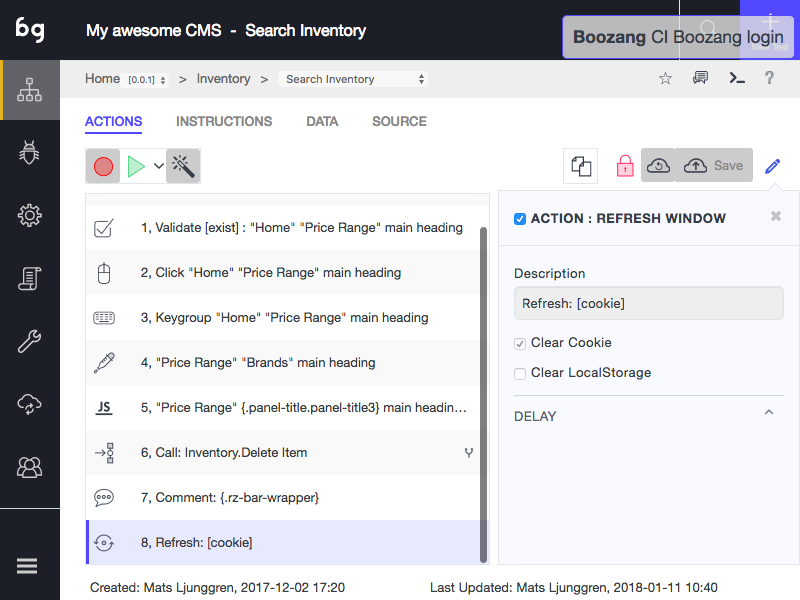 bg
My awesome CMS - Search Inventory
Boozang CI Boozang login
Home [0.0.1] > Inventory > Search Inventory
?
ACTIONS INSTRUCTIONS DATA SOURCE
Save
1, Validate [exist] : "Home" "Price Range" main heading
2, Click "Home" "Price Range" main heading
3, Keygroup "Home" "Price Range" main heading
4, "Price Range" "Brands" main heading
JS 5, "Price Range" {.panel-title.panel-title3} main headin...
6, Call: Inventory.Delete Item
7, Comment: {.rz-bar-wrapper}
8, Refresh: [cookie]
ACTION : REFRESH WINDOW
Description
Refresh: [cookie]
Clear Cookie
Clear LocalStorage
DELAY
Created: Mats Ljunggren, 2017-12-02 17:20
Last Updated: Mats Ljunggren, 2018-01-11 10:40